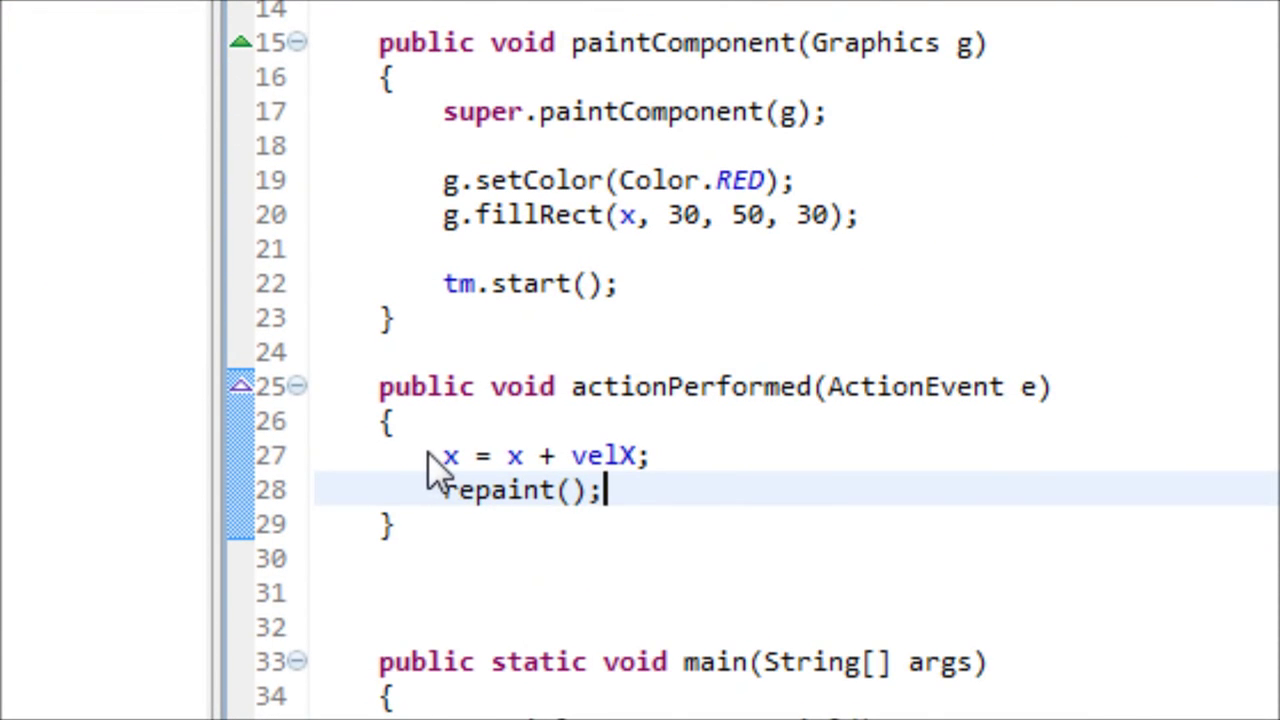 14
15 public void paintComponent(Graphics g)
16 {
17 super.paintComponent(g);
18
19 g.setColor(Color.RED);
20 g.fillRect(x, 30, 50, 30);
21
22 tm.start();
23 }
24
25 public void actionPerformed(ActionEvent e)
26 {
27 x = x + velX;
28 repaint();
29 }
30
31
32
33 public static void main(String[] args)
34 {